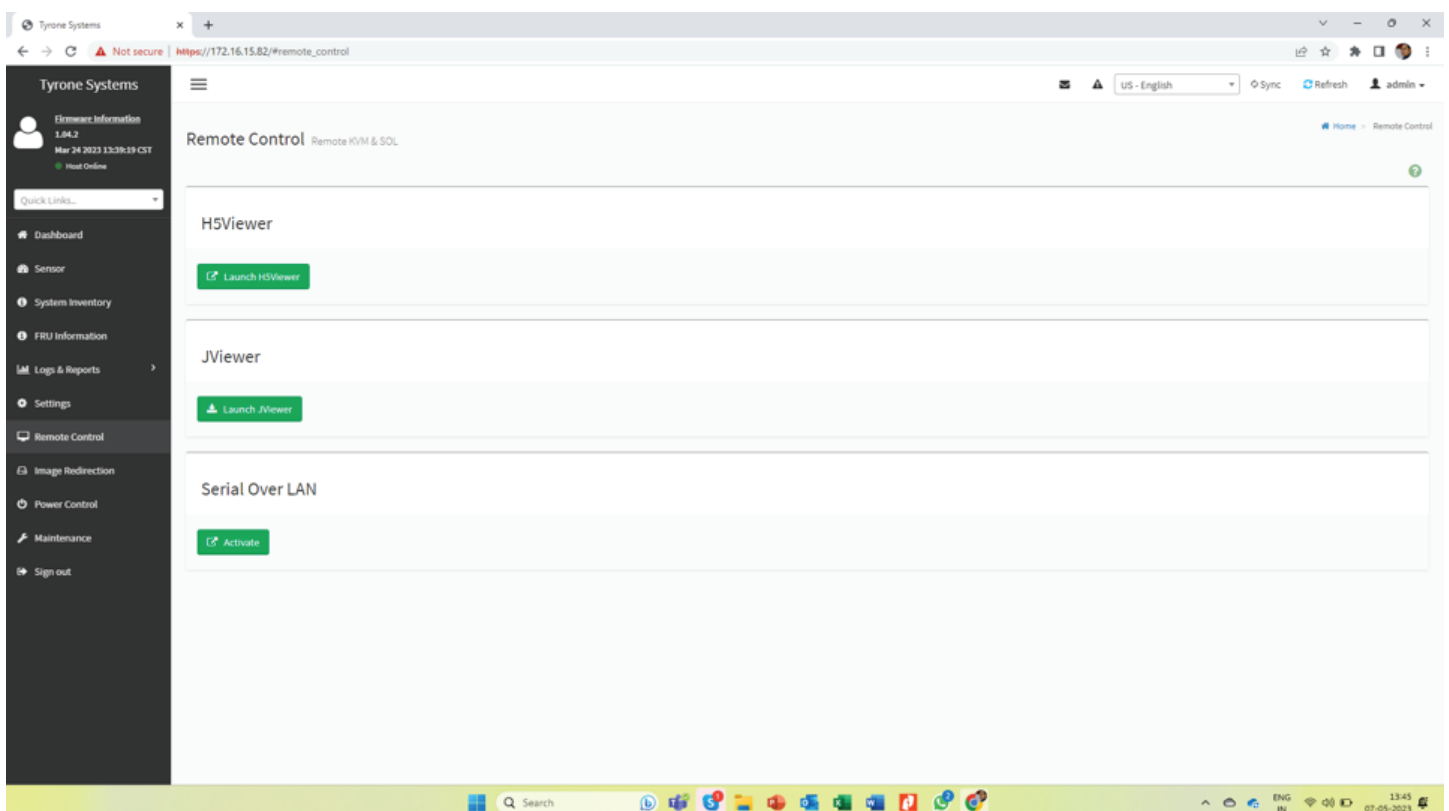 Tyrone Systems
Not secure | https://172.16.15.82/#remote_control
Tyrone Systems
US - English
Sync
Refresh
admin
Firmware Information
1.04.2
Mar 24 2023 13:39:19 CST
Host Online
Remote Control Remote KVM & SOL
Home > Remote Control
Quick Links...
Dashboard
Sensor
System Inventory
FRU Information
Logs & Reports
Settings
Remote Control
Image Redirection
Power Control
Maintenance
Sign out
H5Viewer
Launch H5Viewer
JViewer
Launch JViewer
Serial Over LAN
Activate
Search
ENG
IN
13:45
07-05-2023